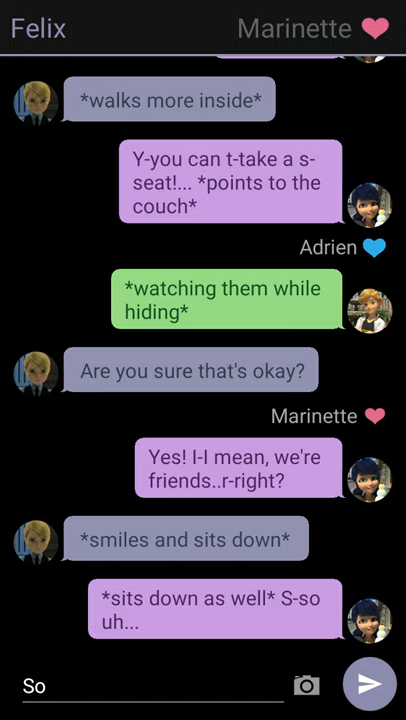 Felix
Marinette
*walks more inside*
Y-you can t-take a s-
seat!... *points to the
couch*
Adrien
*watching them while
hiding*
Are you sure that's okay?
Marinette
Yes! I-I mean, we're
friends..r-right?
*smiles and sits down*
*sits down as well* S-so
uh...
So